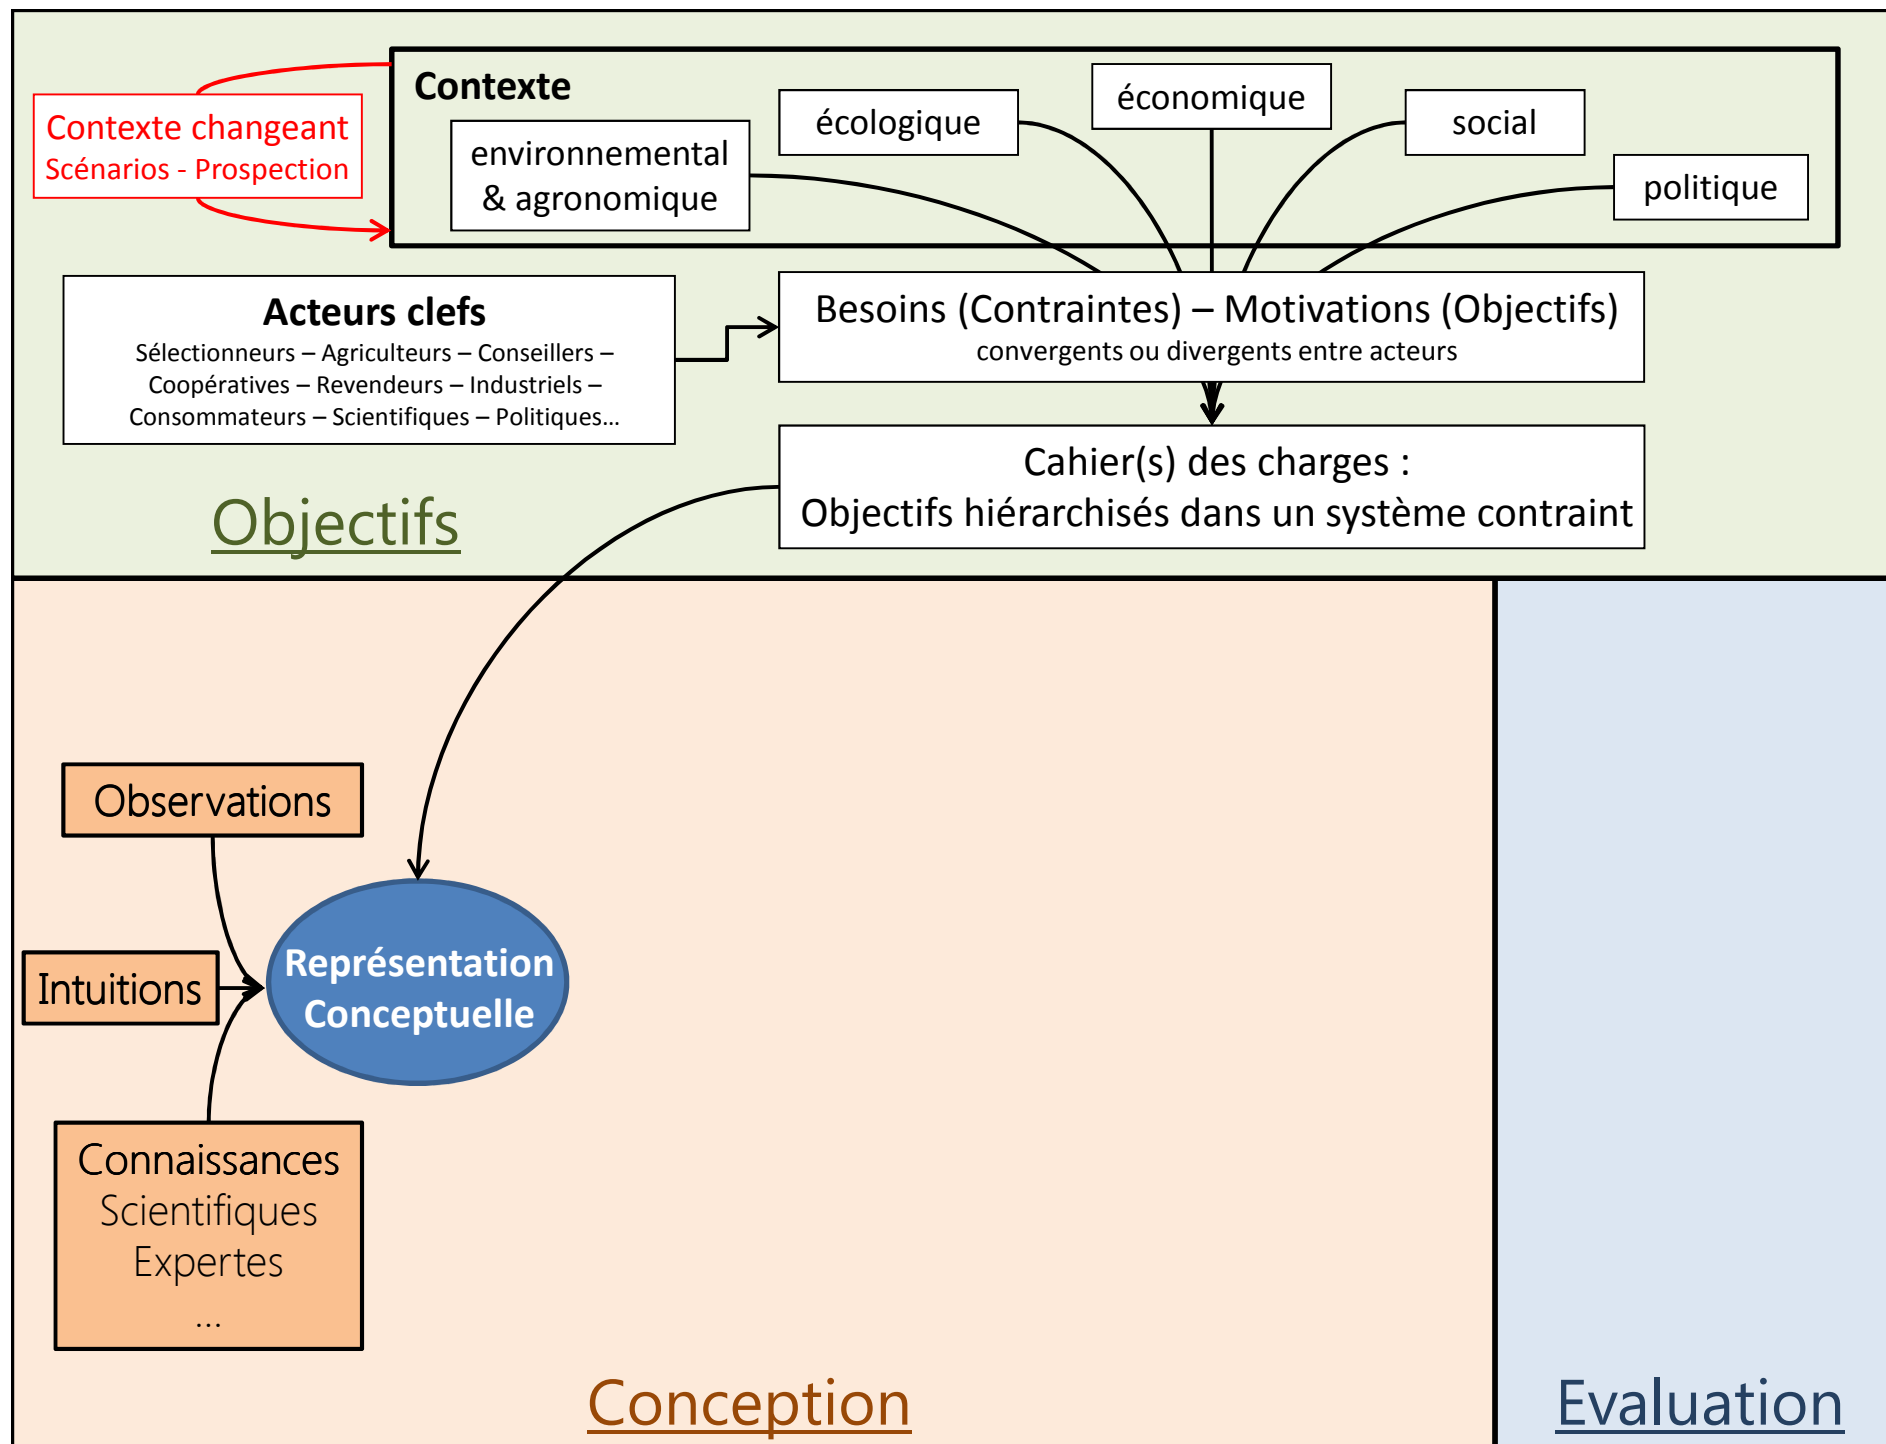 Contexte
environnemental
& agronomique
écologique
économique
social
politique
Contexte changeant
Scénarios - Prospection
Acteurs clefs
Sélectionneurs – Agriculteurs – Conseillers –
Coopératives – Revendeurs – Industriels –
Consommateurs – Scientifiques – Politiques…
Besoins (Contraintes) – Motivations (Objectifs)
convergents ou divergents entre acteurs
Cahier(s) des charges :
Objectifs hiérarchisés dans un système contraint
Objectifs
Observations
Intuitions
Représentation
Conceptuelle
Connaissances
Scientifiques
Expertes
…
Conception
Evaluation